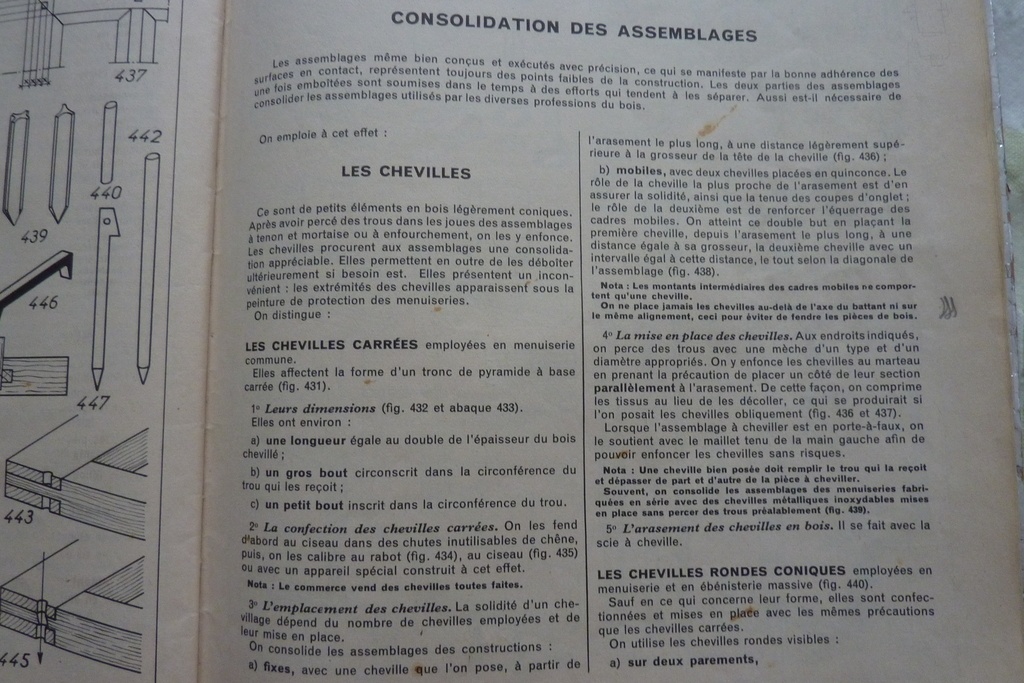 437
442
440
439
446
447
443
445
CONSOLIDATION DES ASSEMBLAGES
Les assemblages même bien conçus et exécutés avec précision, ce qui se manifeste par la bonne adhérence des
surfaces en contact, représentent toujours des points faibles de la construction. Les deux parties des assemblages
une fois emboîtées sont soumises dans le temps à des efforts qui tendent à les séparer. Aussi est-il nécessaire de
consolider les assemblages utilisés par les diverses professions du bois.
On emploie à cet effet :
LES CHEVILLES
Ce sont de petits éléments en bois légèrement coniques.
Après avoir percé des trous dans les joues des assemblages
à tenon et mortaise ou à enfourchement, on les y enfonce.
Les chevilles procurent aux assemblages une consolida-
tion appréciable. Elles permettent en outre de les déboîter
ultérieurement si besoin est. Elles présentent un incon-
vénient : les extrémités des chevilles apparaissent sous la
peinture de protection des menuiseries.
On distingue :
LES CHEVILLES CARRÉES employées en menuiserie
commune.
Elles affectent la forme d'un tronc de pyramide à base
carrée (fig. 431).
1º Leurs dimensions (fig. 432 et abaque 433).
Elles ont environ :
a) une longueur égale au double de l'épaisseur du bois
chevillé ;
b) un gros bout circonscrit dans la circonférence du
trou qui les reçoit ;
c) un petit bout inscrit dans la circonférence du trou.
2º La confection des chevilles carrées. On les fend
d'abord au ciseau dans des chutes inutilisables de chêne,
puis, on les calibre au rabot (fig. 434), au ciseau (fig. 435)
ou avec un appareil spécial construit à cet effet.
Nota : Le commerce vend des chevilles toutes faites.
3º L'emplacement des chevilles. La solidité d'un che-
village dépend du nombre de chevilles employées et de
leur mise en place.
On consolide les assemblages des constructions :
a) fixes, avec une cheville que l'on pose, à partir de
l'arasement le plus long, à une distance légèrement supé-
rieure à la grosseur de la tête de la cheville (fig. 436) ;
b) mobiles, avec deux chevilles placées en quinconce. Le
rôle de la cheville la plus proche de l'arasement est d'en
assurer la solidité, ainsi que la tenue des coupes d'onglet ;
le rôle de la deuxième est de renforcer l'équerrage des
cadres mobiles. On atteint ce double but en plaçant la
première cheville, depuis l'arasement le plus long, à une
distance égale à sa grosseur, la deuxième cheville avec un
intervalle égal à cette distance, le tout selon la diagonale de
l'assemblage (fig. 438).
Nota : Les montants intermédiaires des cadres mobiles ne compor-
tent qu'une cheville.
On ne place jamais les chevilles au-delà de l'axe du battant ni sur
le même alignement, ceci pour éviter de fendre les pièces de bois.
4º La mise en place des chevilles. Aux endroits indiqués,
on perce des trous avec une mèche d'un type et d'un
diamètre appropriés. On y enfonce les chevilles au marteau
en prenant la précaution de placer un côté de leur section
parallèlement à l'arasement. De cette façon, on comprime
les tissus au lieu de les décoller, ce qui se produirait si
l'on posait les chevilles obliquement (fig. 436 et 437).
Lorsque l'assemblage à cheviller est en porte-à-faux, on
le soutient avec le maillet tenu de la main gauche afin de
pouvoir enfoncer les chevilles sans risques.
Nota : Une cheville bien posée doit remplir le trou qui la reçoit
et dépasser de part et d'autre de la pièce à cheviller.
Souvent, on consolide les assemblages des menuiseries fabri-
quées en série avec des chevilles métalliques inoxydables mises
en place sans percer des trous préalablement (fig. 439).
5º L'arasement des chevilles en bois. Il se fait avec la
scie à cheville.
LES CHEVILLES RONDES CONIQUES employées en
menuiserie et en ébénisterie massive (fig. 440).
Sauf en ce qui concerne leur forme, elles sont confec-
tionnées et mises en place avec les mêmes précautions
que les chevilles carrées.
On utilise les chevilles rondes visibles :
a) sur deux parements,